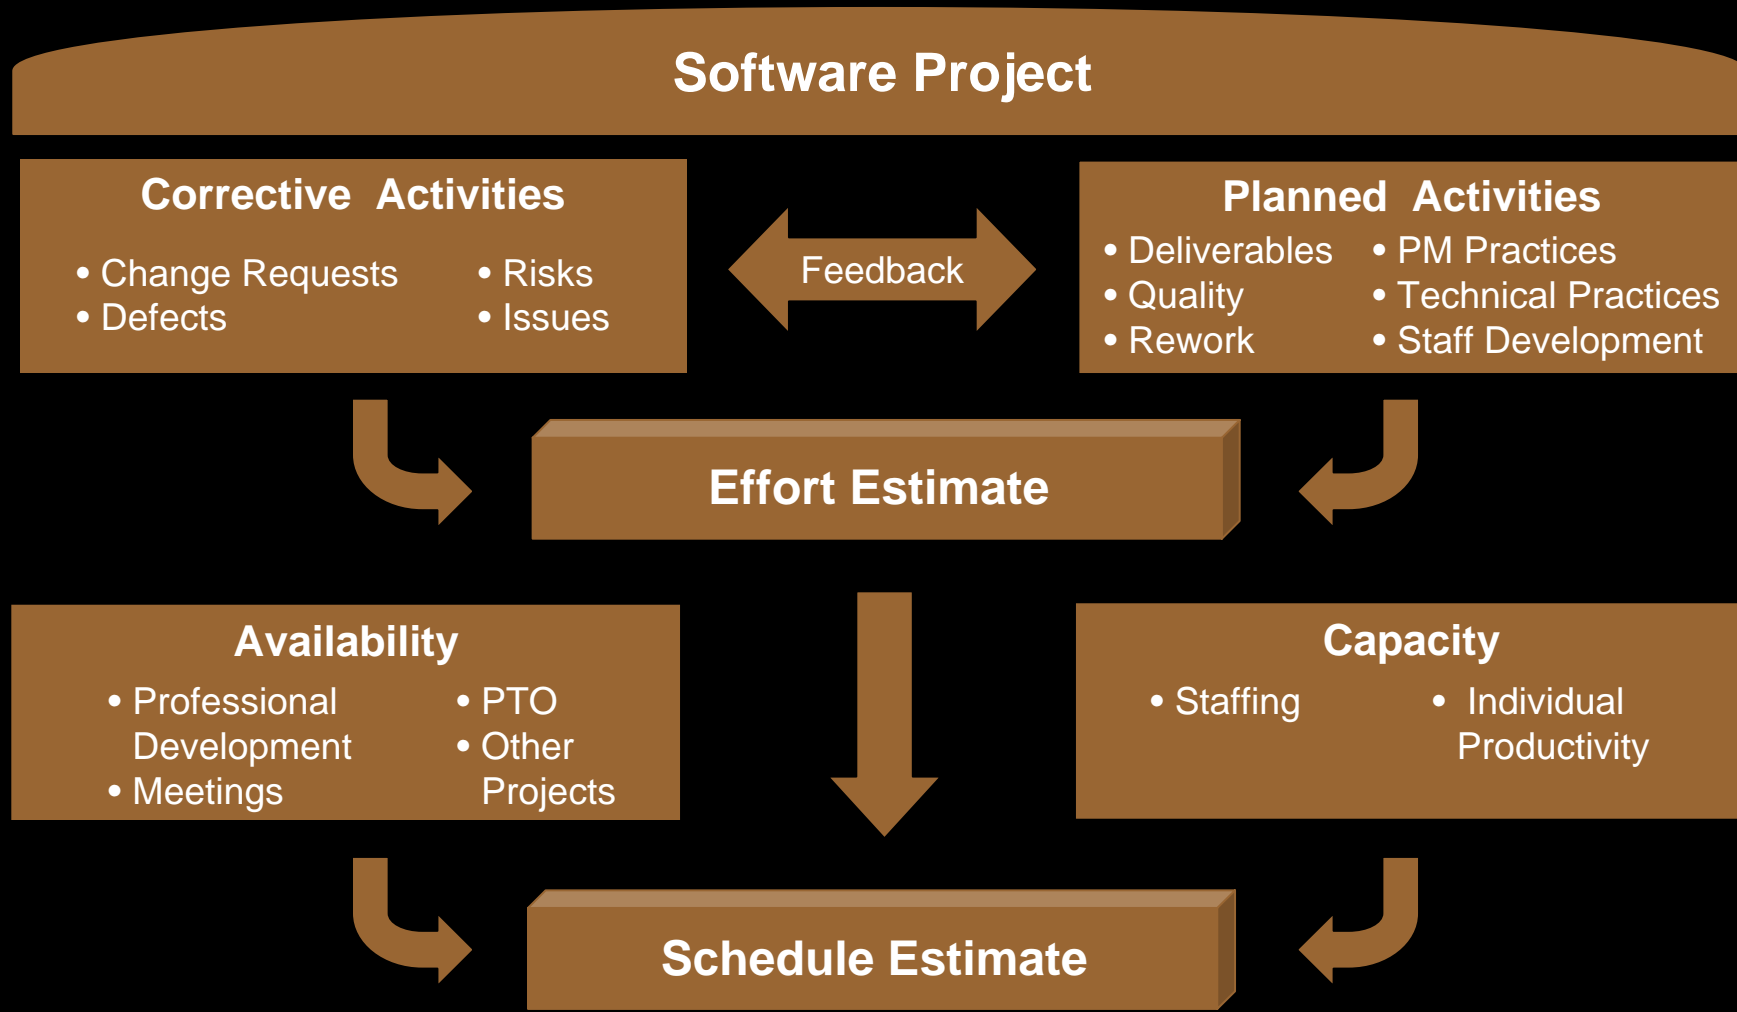 Software Project
Corrective Activities
• Change Requests
• Defects
• Risks
• Issues
Feedback
Planned Activities
• Deliverables
• Quality
• Rework
• PM Practices
• Technical Practices
• Staff Development
Effort Estimate
Availability
• Professional
Development
• Meetings
• PTO
• Other
Projects
Capacity
• Staffing
• Individual
Productivity
Schedule Estimate